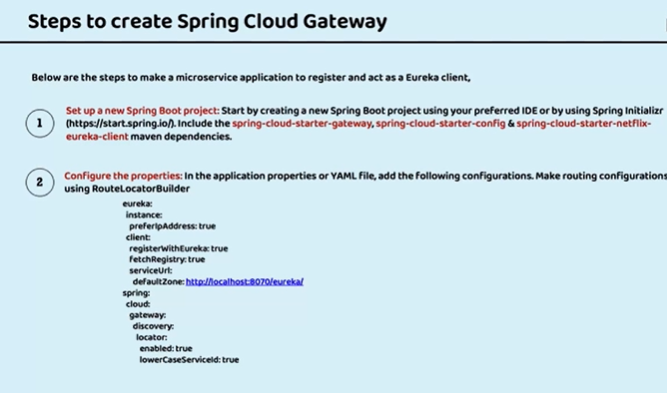 Steps to create Spring Cloud Gateway
Below are the steps to make a microservice application to register and act as a Eureka client,
1
Set up a new Spring Boot project: Start by creating a new Spring Boot project using your preferred IDE or by using Spring Initializr
(https://start.spring.io/). Include the spring-cloud-starter-gateway, spring-cloud-starter-config & spring-cloud-starter-netflix-
eureka-client maven dependencies.
2
Configure the properties: In the application properties or YAML file, add the following configurations. Make routing configurations
using RouteLocatorBuilder
eureka:
instance:
preferIpAddress: true
client:
registerWithEureka: true
fetchRegistry: true
serviceUrl:
defaultZone: http://localhost:8070/eureka/
spring:
cloud:
gateway:
discovery:
locator:
enabled: true
lowerCaseServiceId: true